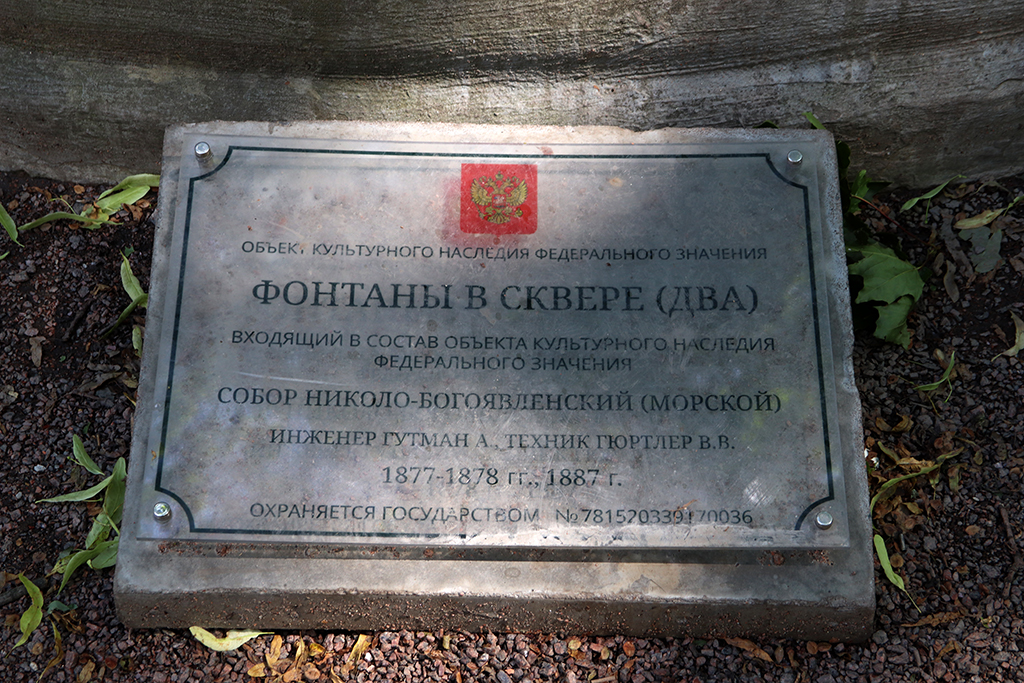 ОБЪЕКТ КУЛЬТУРНОГО НАСЛЕДИЯ ФЕДЕРАЛЬНОГО ЗНАЧЕНИЯ
ФОНТАНЫ В СКВЕРЕ (ДВА)
ВХОДЯЩИЙ В СОСТАВ ОБЪЕКТА КУЛЬТУРНОГО НАСЛЕДИЯ
ФЕДЕРАЛЬНОГО ЗНАЧЕНИЯ
СОБОР НИКОЛО-БОГОЯВЛЕНСКИЙ (МОРСКОЙ)
ИНЖЕНЕР ГУТМАН А., ТЕХНИК ГЮРТЛЕР В.В.
1877-1878 гг., 1887 г.
ОХРАНЯЕТСЯ ГОСУДАРСТВОМ №781520339170036